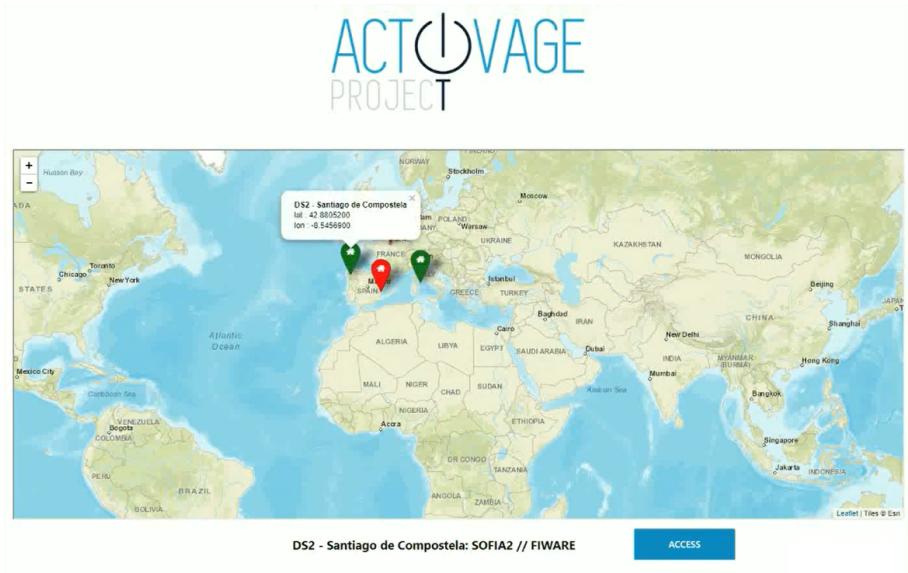 ACTIVAGE
PROJECT
+
−
Hudson Bay
NORWAY
Stockholm
Moscow
DS2 - Santiago de Compostela
lat : 42.8805200
lon : -8.5456900
×
POLAND
Warsaw
UKRAINE
KAZAKHSTAN
MONGOLIA
FRANCE
Toronto
Chicago
New York
STATES
SPAIN
Istanbul
GREECE
TURKEY
Beijing
CHINA
Shanghai
Atlantic
Ocean
Baghdad
IRAN
Cairo
New Delhi
ALGERIA
LIBYA
EGYPT
SAUDI ARABIA
Dubai
INDIA
MYANMAR
(BURMA)
Hong Kong
Mexico City
Mumbai
MALI
NIGER
CHAD
SUDAN
Arabian Sea
Caribbean Sea
Bangkok
NIGERIA
VENEZUELA
Bogota
COLOMBIA
Accra
ETHIOPIA
Singapore
DR CONGO
TANZANIA
Jakarta
INDONESIA
PERU
BRAZIL
ANGOLA
ZAMBIA
BOLIVIA
Leaflet | Tiles © Esri
DS2 - Santiago de Compostela: SOFIA2 // FIWARE
ACCESS